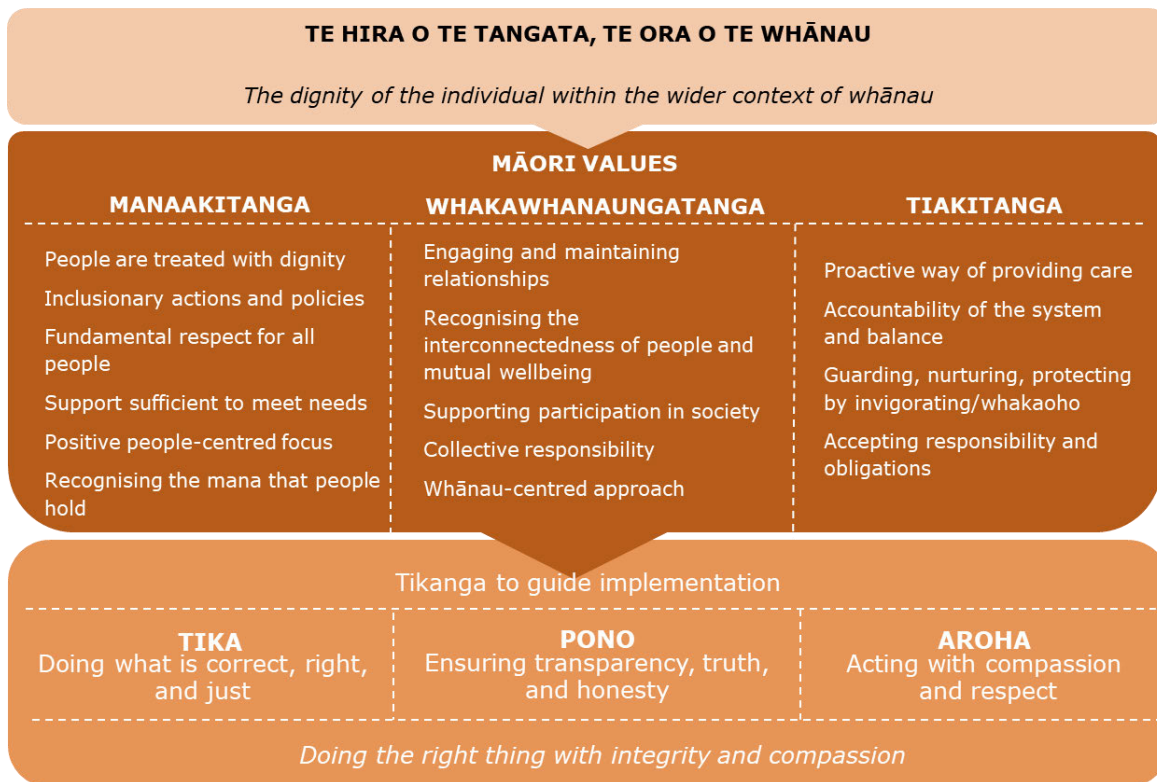 TE HIRA O TE TANGATA, TE ORA O TE WHĀNAU
The dignity of the individual within the wider context of whānau
MĀORI VALUES
MANAAKITANGA
People are treated with dignity
Inclusionary actions and policies
Fundamental respect for all
people
Support sufficient to meet needs
Positive people-centred focus
Recognising the mana that people
hold
WHAKAWHANAUNGATANGA
Engaging and maintaining
relationships
Recognising the
interconnectedness of people and
mutual wellbeing
Supporting participation in society
Collective responsibility
Whānau-centred approach
TIAKITANGA
Proactive way of providing care
Accountability of the system
and balance
Guarding, nurturing, protecting
by invigorating/whakaoho
Accepting responsibility and
obligations
Tikanga to guide implementation
TIKA
Doing what is correct, right,
and just
PONO
Ensuring transparency, truth,
and honesty
AROHA
Acting with compassion
and respect
Doing the right thing with integrity and compassion